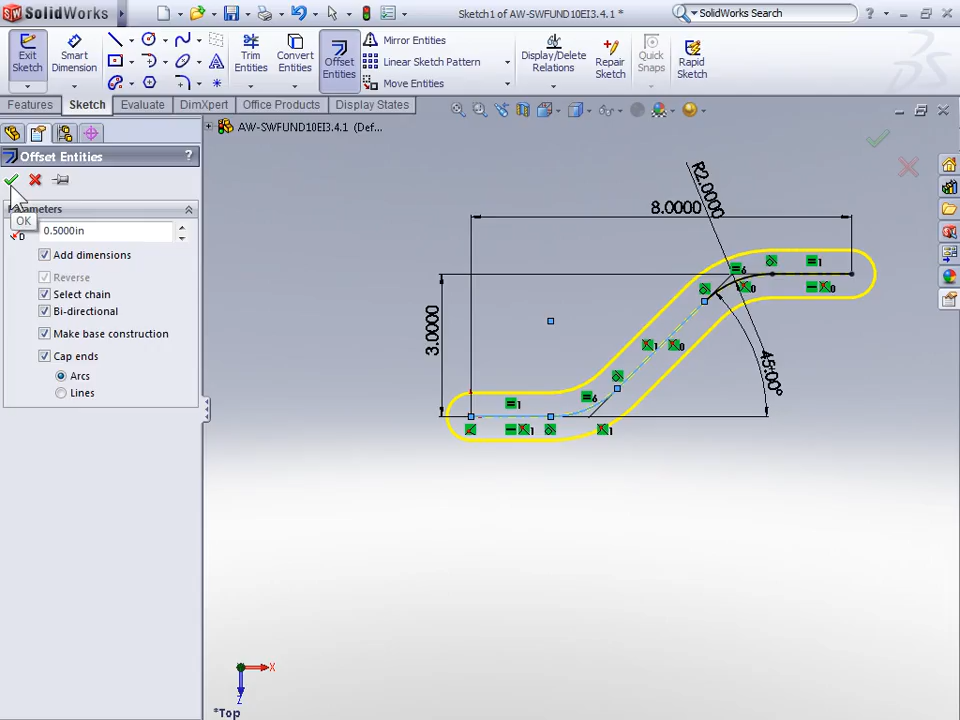 SolidWorks
Sketch1 of AW-SWFUND10EI3.4.1 *
SolidWorks Search
?
Exit
Sketch
Smart
Dimension
Trim
Entities
Convert
Entities
Offset
Entities
Mirror Entities
Linear Sketch Pattern
Move Entities
Display/Delete
Relations
Repair
Sketch
Quick
Snaps
Rapid
Sketch
Features
Sketch
Evaluate
DimXpert
Office Products
Display States
AW-SWFUND10EI3.4.1 (Def...
Offset Entities
?
Parameters
OK
D
0.5000in
Add dimensions
Reverse
Select chain
Bi-directional
Make base construction
Cap ends
Arcs
Lines
R2.0000
8.0000
3.0000
45.00°
X
Z
*Top